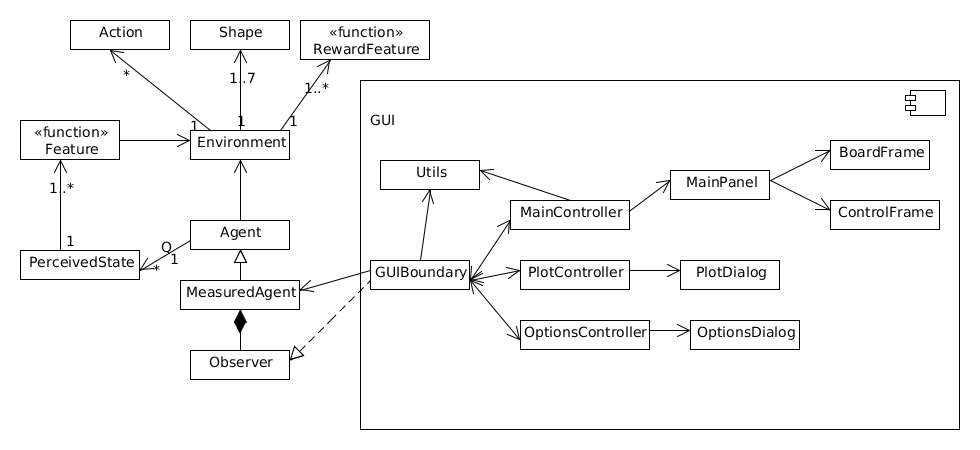 Action
Shape
«function»
RewardFeature
*
1..7
1..*
1
1
1
GUI
«function»
Feature
Environment
BoardFrame
Utils
MainPanel
1..*
MainController
ControlFrame
Agent
1
Q
1
*
PerceivedState
GUIBoundary
PlotController
PlotDialog
MeasuredAgent
OptionsController
OptionsDialog
Observer